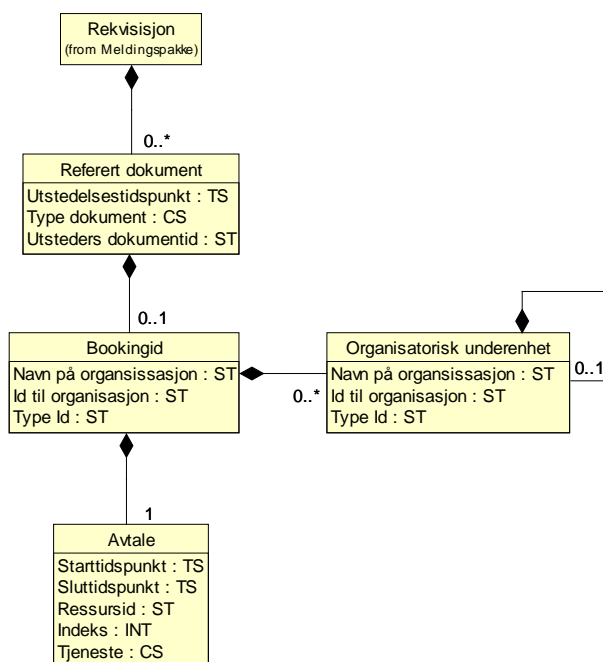 Rekvisisjon
(from Meldingspakke)
0..*
Referert dokument
Utstedelsestidspunkt : TS
Type dokument : CS
Utsteders dokumentid : ST
0..1
Bookingid
Navn på organsissasjon : ST
Id til organisasjon : ST
Type Id : ST
0..*
Organisatorisk underenhet
Navn på organsissasjon : ST
Id til organisasjon : ST
Type Id : ST
0..1
1
Avtale
Starttidspunkt : TS
Sluttidspunkt : TS
Ressursid : ST
Indeks : INT
Tjeneste : CS